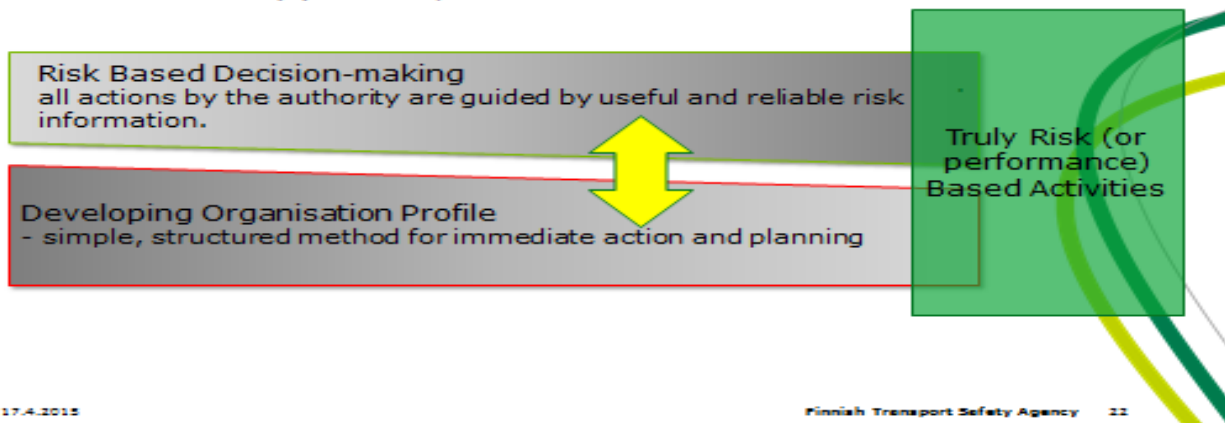 Risk Based Decision-making
all actions by the authority are guided by useful and reliable risk
information.
Truly Risk (or
performance)
Based Activities
Developing Organisation Profile
- simple, structured method for immediate action and planning
17.4.2015
Finnish Transport Safety Agency 22